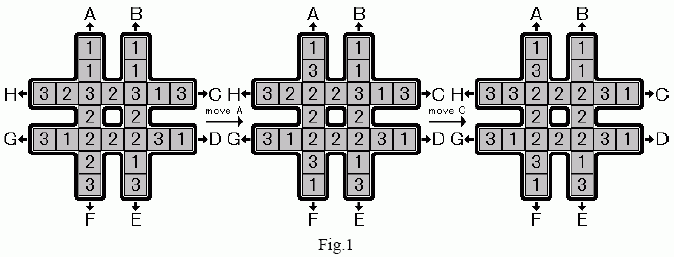 A B A B A B
1 1 1 1 1 1
1 1 3 1 3 1
H 3 2 3 2 3 1 3 C H 3 2 2 2 3 1 3 C H 3 3 2 2 2 3 1 C
2 2 move A 2 2 move C 2 2
G 3 1 2 2 2 3 1 D G 3 1 2 2 2 3 1 D G 3 1 2 2 2 3 1 D
2 1 3 1 3 1
3 3 1 3 1 3
F E F E F E
Fig.1